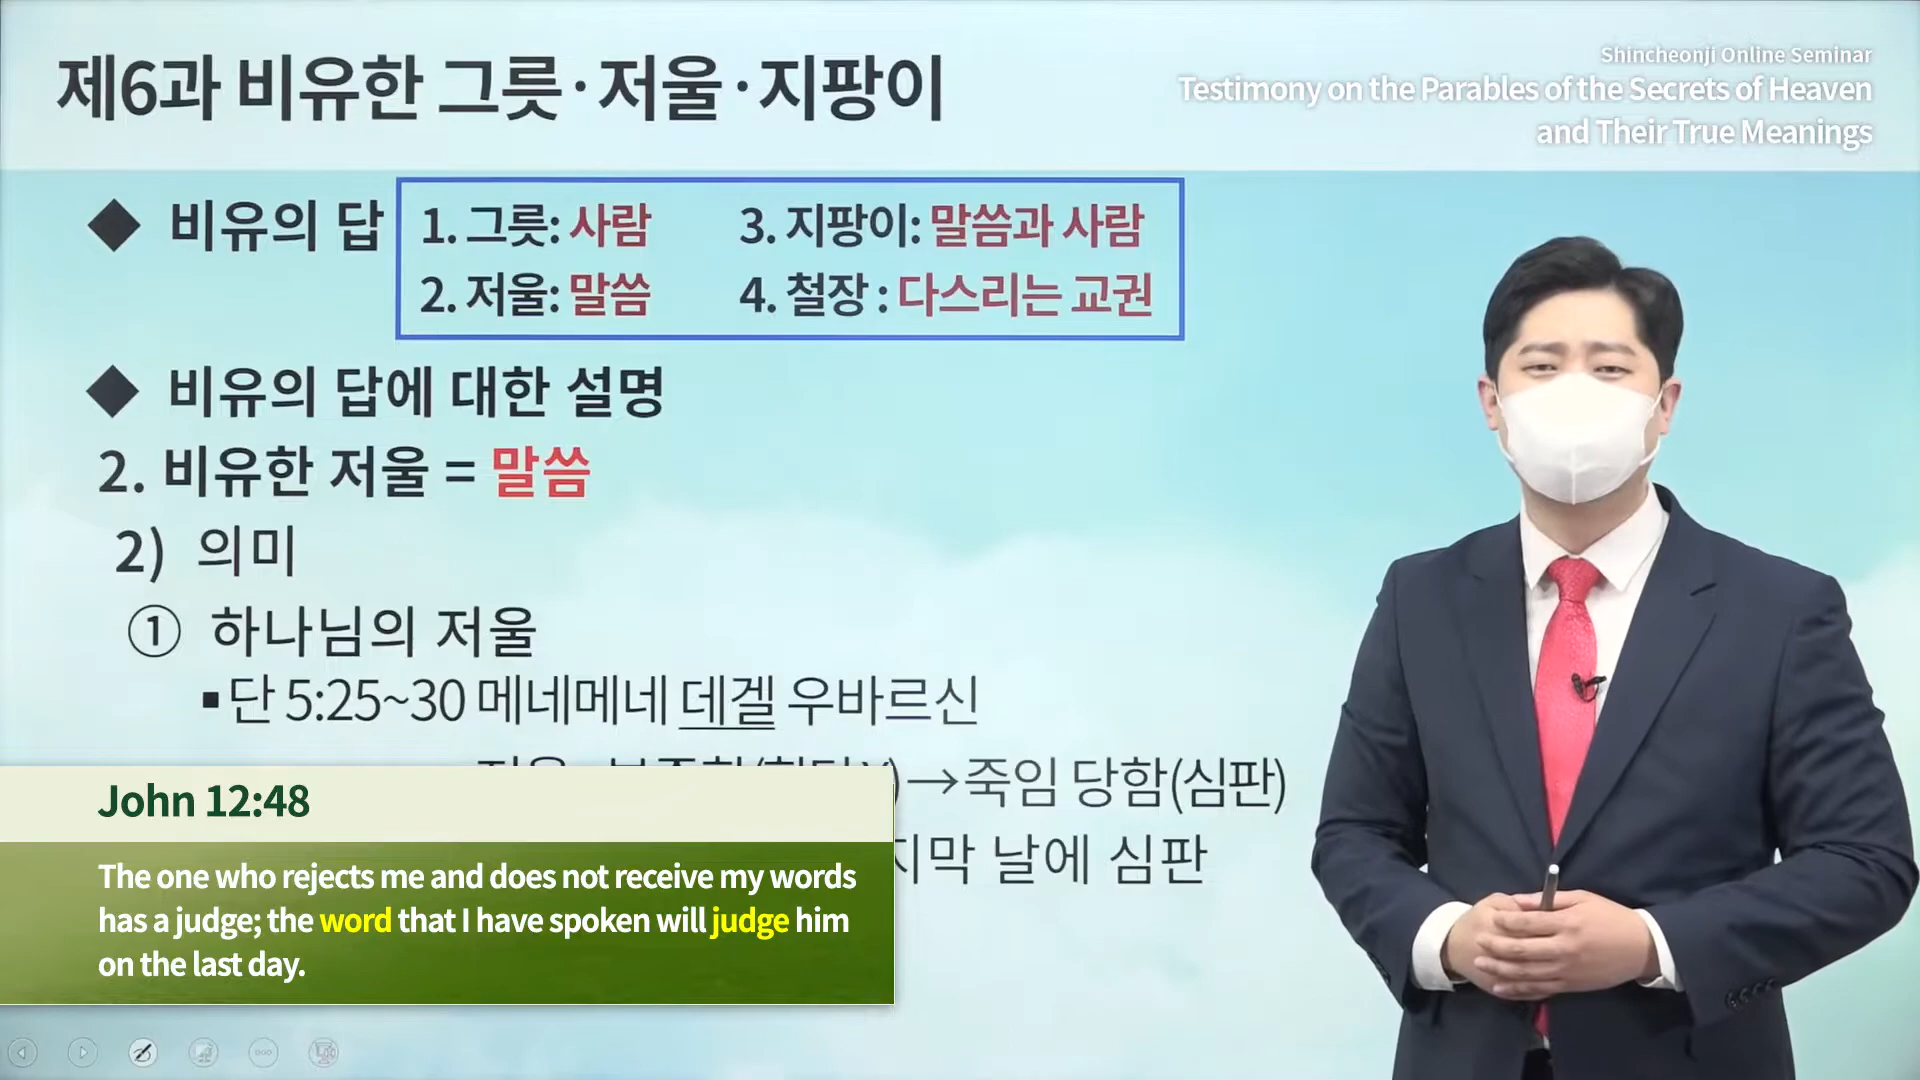 제6과 비유한 그릇·저울·지팡이
Shincheonji Online Seminar
Testimony on the Parables of the Secrets of Heaven
and Their True Meanings
◆ 비유의 답
1. 그릇: 사람 3. 지팡이: 말씀과 사람
2. 저울: 말씀 4. 철장 : 다스리는 교권
◆ 비유의 답에 대한 설명
2. 비유한 저울 = 말씀
2) 의미
① 하나님의 저울
▪단 5:25~30 메네메네 데겔 우바르신
)→죽임 당함(심판)
날에 심판
John 12:48
The one who rejects me and does not receive my words
has a judge; the word that I have spoken will judge him
on the last day.